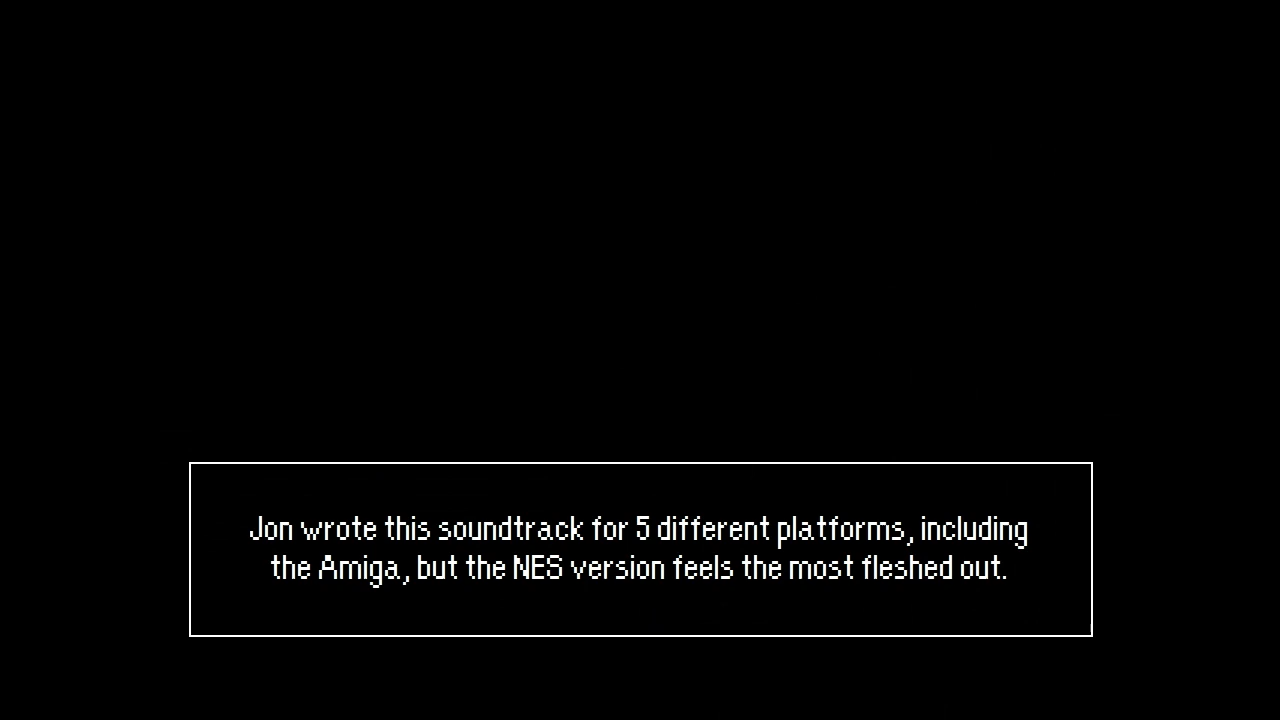 Jon wrote this soundtrack for 5 different platforms, including
the Amiga, but the NES version feels the most fleshed out.